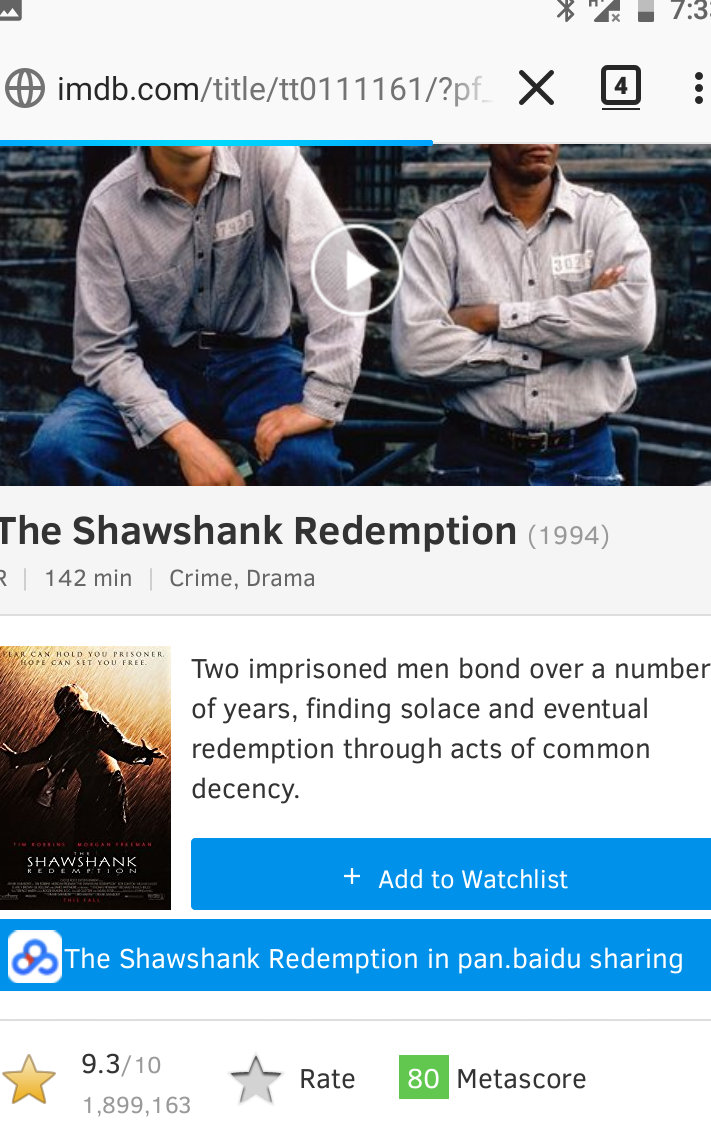 7:3
imdb.com/title/tt0111161/?pf_
4
The Shawshank Redemption (1994)
R | 142 min | Crime, Drama
FEAR CAN HOLD YOU PRISONER.
HOPE CAN SET YOU FREE.
TIM ROBBINS MORGAN FREEMAN
THE
SHAWSHANK
REDEMPTION
THIS FALL
Two imprisoned men bond over a number
of years, finding solace and eventual
redemption through acts of common
decency.
+ Add to Watchlist
The Shawshank Redemption in pan.baidu sharing
9.3/10
1,899,163
Rate
80 Metascore